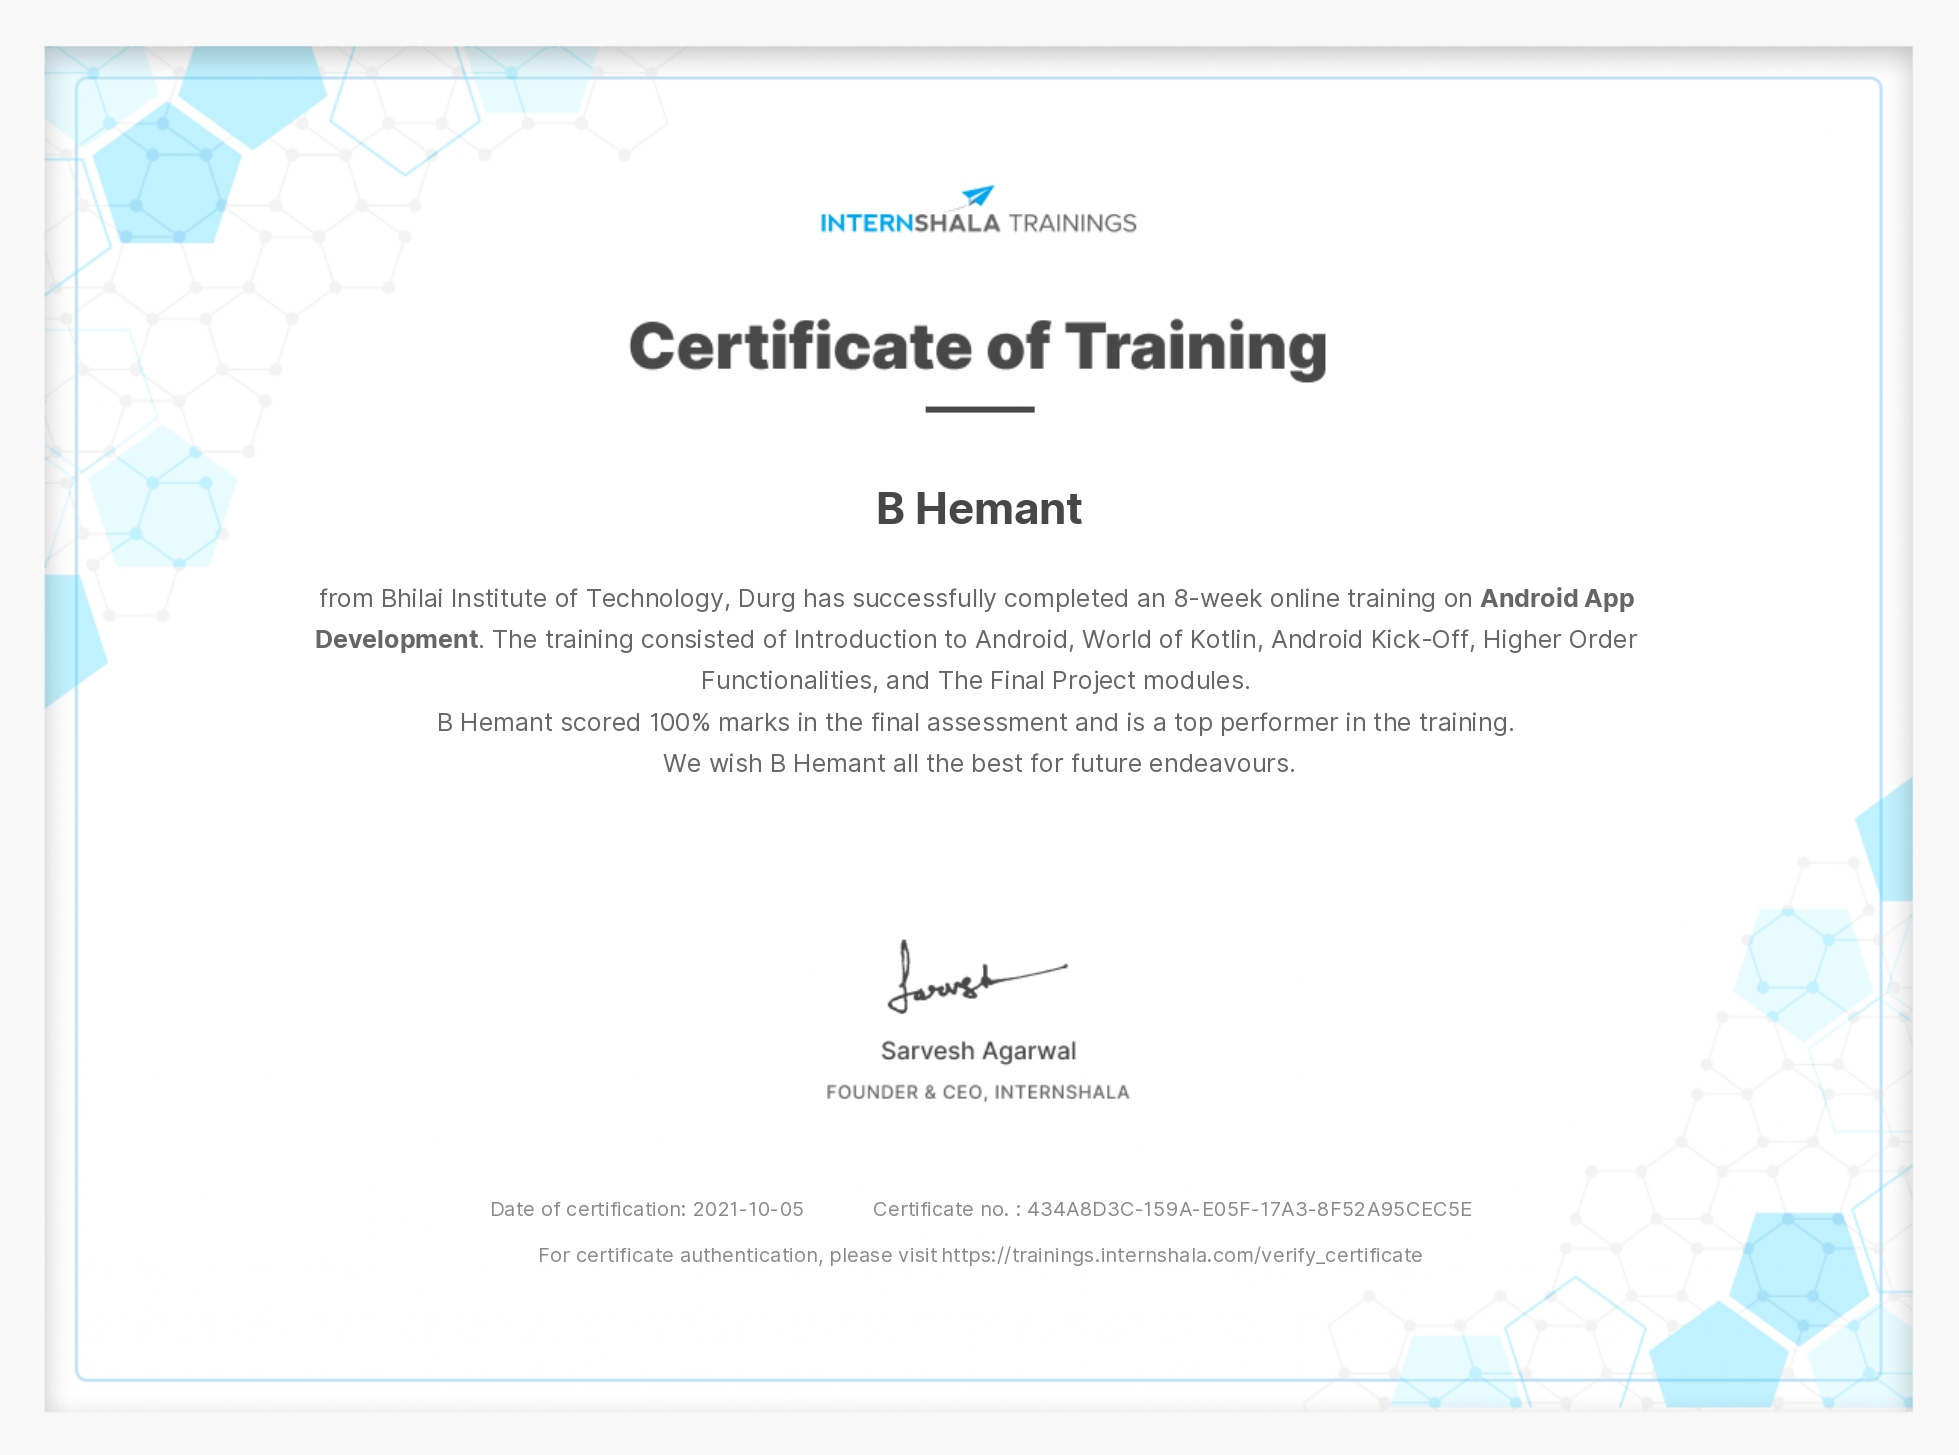 INTERNSHALA TRAININGS
Certificate of Training
B Hemant
from Bhilai Institute of Technology, Durg has successfully completed an 8-week online training on Android App
Development. The training consisted of Introduction to Android, World of Kotlin, Android Kick-Off, Higher Order
Functionalities, and The Final Project modules.
B Hemant scored 100% marks in the final assessment and is a top performer in the training.
We wish B Hemant all the best for future endeavours.
Sarvesh
Sarvesh Agarwal
FOUNDER & CEO, INTERNSHALA
Date of certification: 2021-10-05 Certificate no. : 434A8D3C-159A-E05F-17A3-8F52A95CEC5E
For certificate authentication, please visit https://trainings.internshala.com/verify_certificate